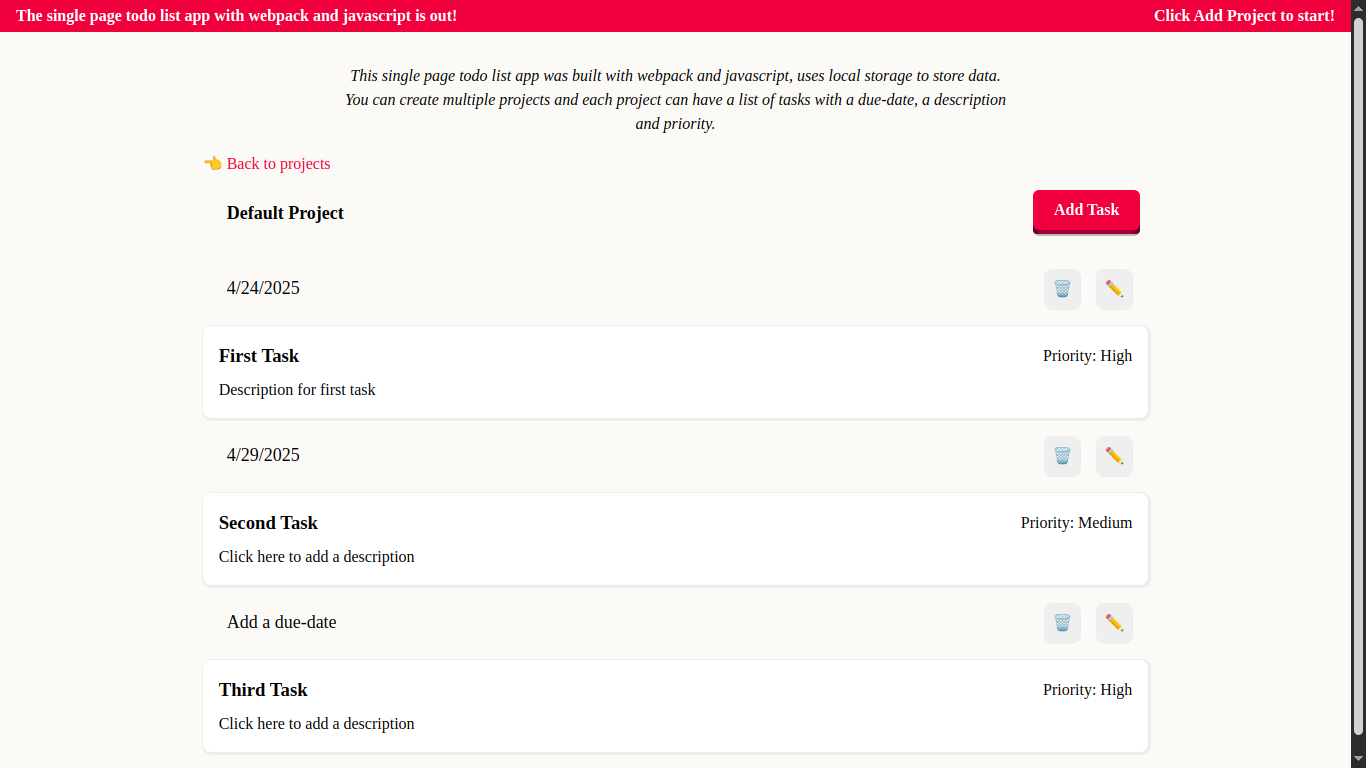 The single page todo list app with webpack and javascript is out!
Click Add Project to start!
This single page todo list app was built with webpack and javascript, uses local storage to store data.
You can create multiple projects and each project can have a list of tasks with a due-date, a description
and priority.
👈 Back to projects
Default Project
Add Task
4/24/2025
First Task
Priority: High
Description for first task
4/29/2025
Second Task
Priority: Medium
Click here to add a description
Add a due-date
Third Task
Priority: High
Click here to add a description